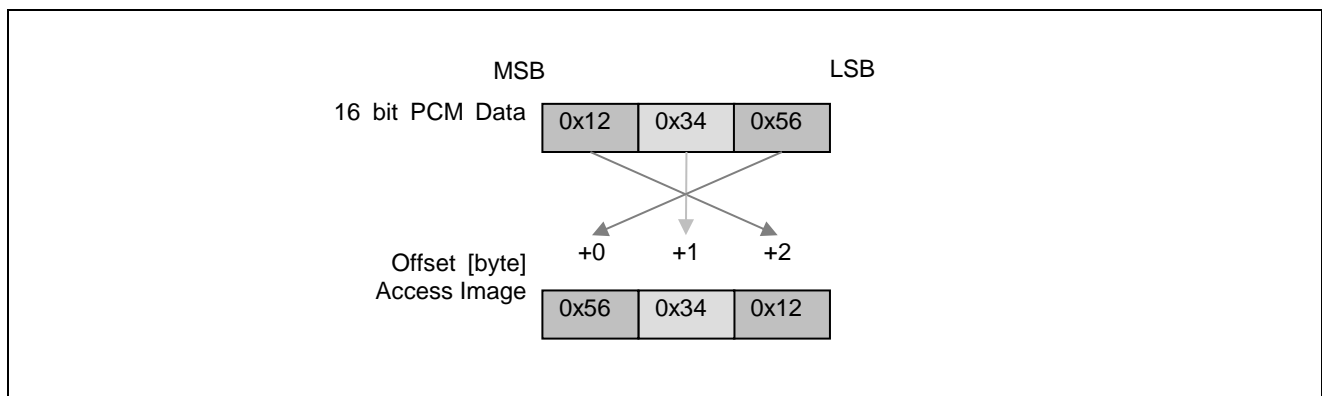 MSB LSB
16 bit PCM Data 0x12 0x34 0x56
+0 +1 +2
Offset [byte]
Access Image
0x56 0x34 0x12